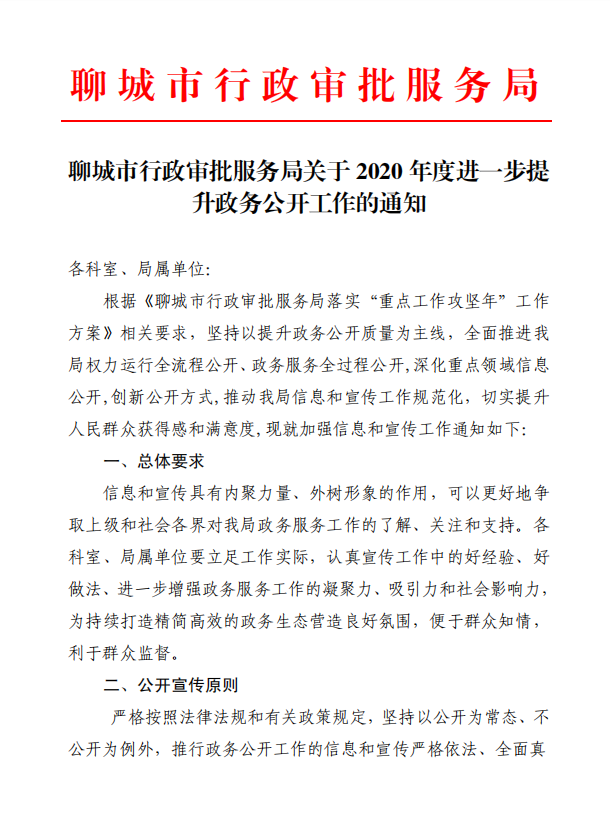 聊城市行政审批服务局
聊城市行政审批服务局关于 2020 年度进一步提
升政务公开工作的通知
各科室、局属单位：
根据《聊城市行政审批服务局落实“重点工作攻坚年”工作
方案》相关要求，坚持以提升政务公开质量为主线，全面推进我
局权力运行全流程公开、政务服务全过程公开,深化重点领域信息
公开,创新公开方式,推动我局信息和宣传工作规范化，切实提升
人民群众获得感和满意度,现就加强信息和宣传工作通知如下：
一、总体要求
信息和宣传具有内聚力量、外树形象的作用，可以更好地争
取上级和社会各界对我局政务服务工作的了解、关注和支持。各
科室、局属单位要立足工作实际，认真宣传工作中的好经验、好
做法、进一步增强政务服务工作的凝聚力、吸引力和社会影响力，
为持续打造精简高效的政务生态营造良好氛围，便于群众知情，
利于群众监督。
二、公开宣传原则
严格按照法律法规和有关政策规定，坚持以公开为常态、不
公开为例外，推行政务公开工作的信息和宣传严格依法、全面真